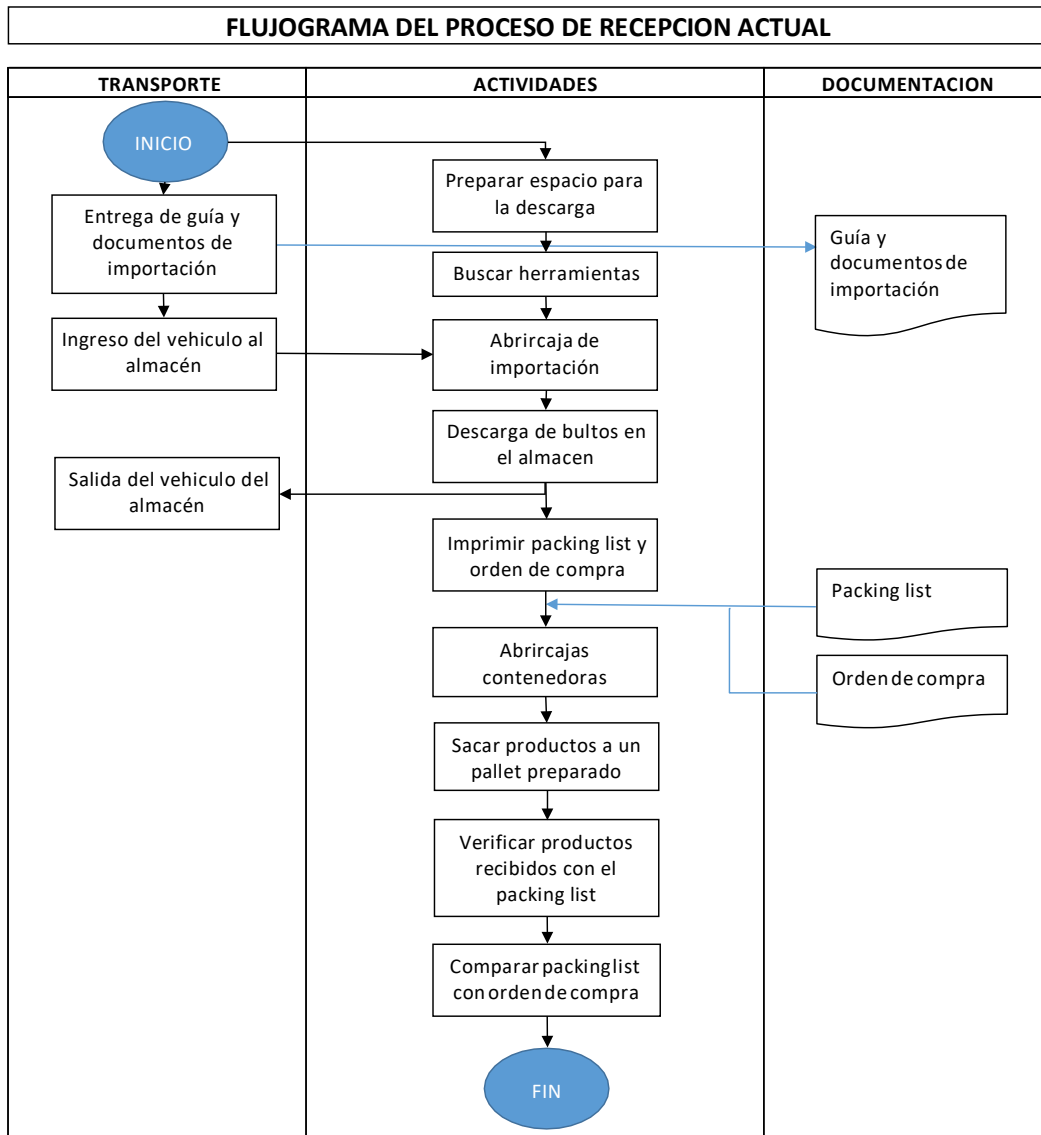 FLUJOGRAMA DEL PROCESO DE RECEPCION ACTUAL
TRANSPORTE
ACTIVIDADES
DOCUMENTACION
INICIO
Preparar espacio para
la descarga
Entrega de guía y
documentos de
importación
Guía y
documentos de
importación
Buscar herramientas
Ingreso del vehiculo al
almacén
Abrircaja de
importación
Descarga de bultos en
el almacen
Salida del vehiculo del
almacén
Imprimir packing list y
orden de compra
Packing list
Abrircajas
contenedoras
Orden de compra
Sacar productos a un
pallet preparado
Verificar productos
recibidos con el
packing list
Comparar packing list
con orden de compra
FIN